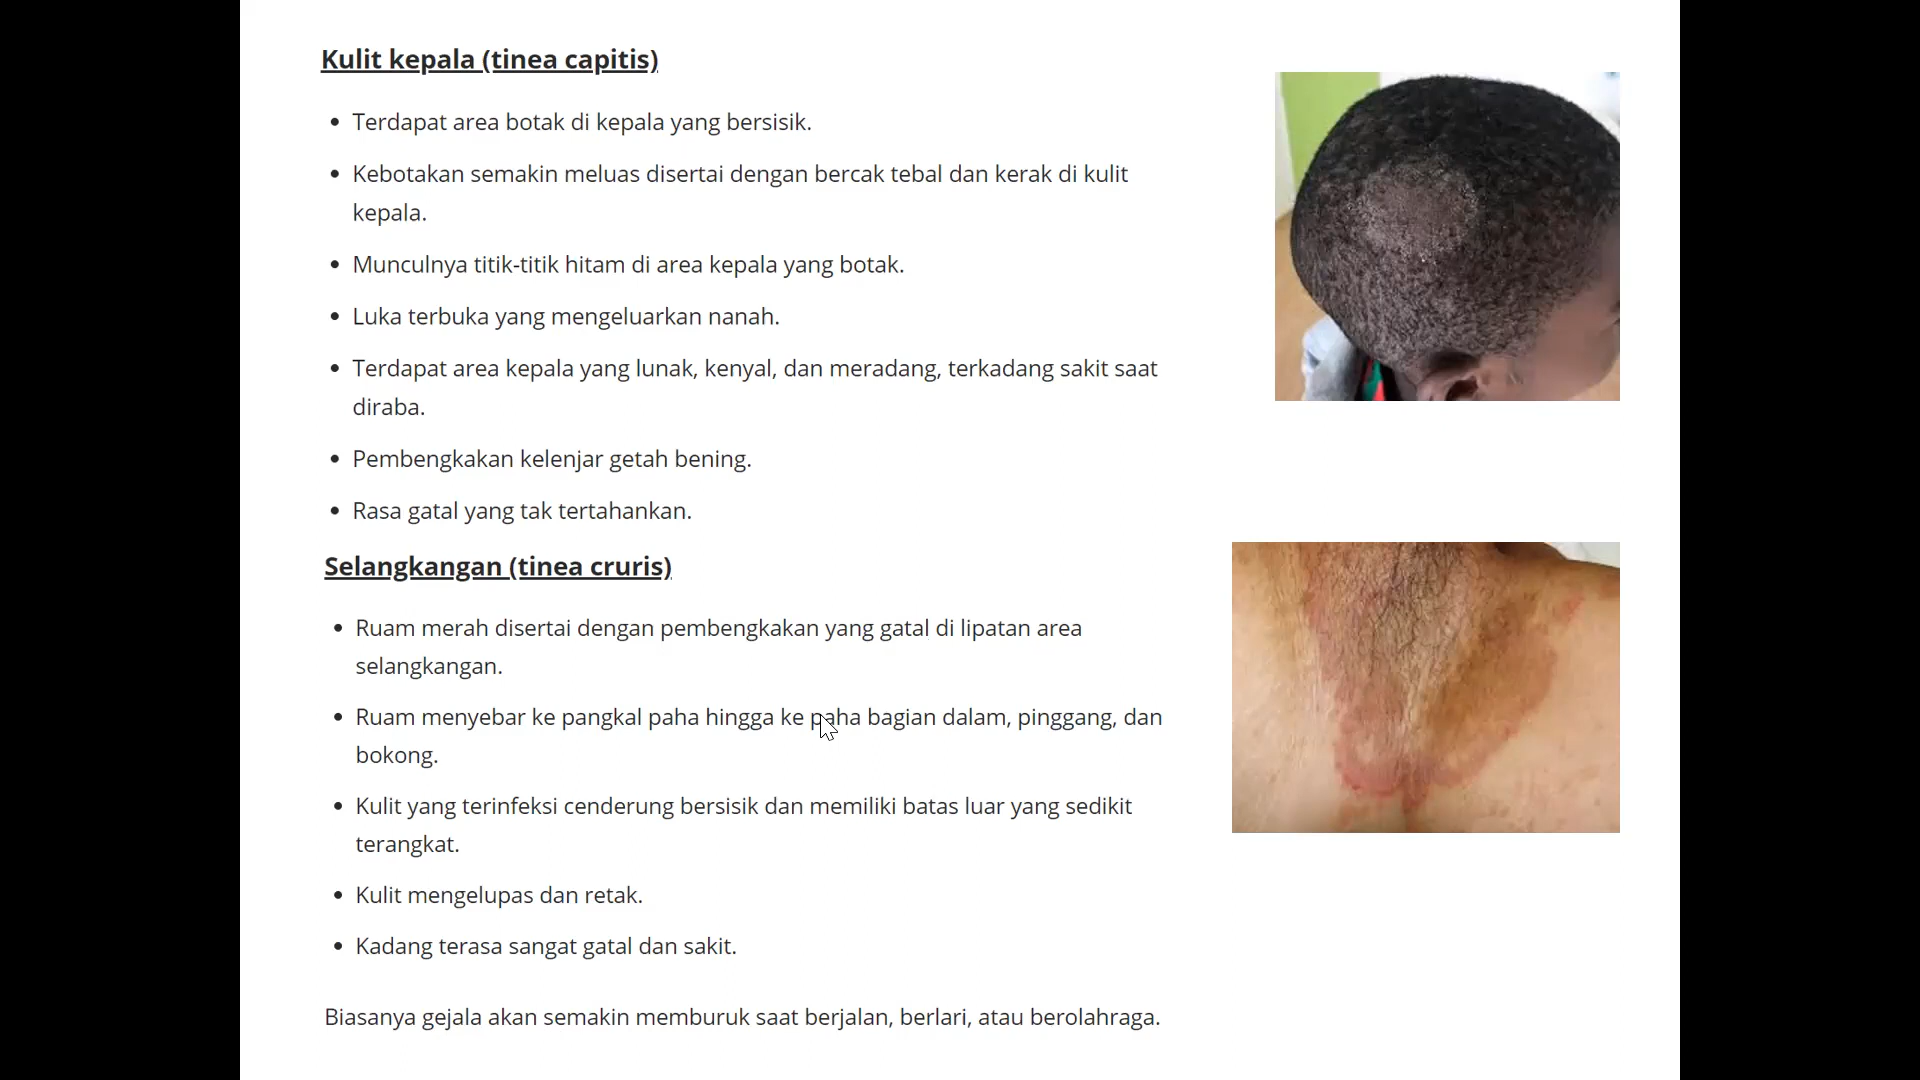 Kulit kepala (tinea capitis)
• Terdapat area botak di kepala yang bersisik.
• Kebotakan semakin meluas disertai dengan bercak tebal dan kerak di kulit
kepala.
• Munculnya titik-titik hitam di area kepala yang botak.
• Luka terbuka yang mengeluarkan nanah.
• Terdapat area kepala yang lunak, kenyal, dan meradang, terkadang sakit saat
diraba.
• Pembengkakan kelenjar getah bening.
• Rasa gatal yang tak tertahankan.
Selangkangan (tinea cruris)
• Ruam merah disertai dengan pembengkakan yang gatal di lipatan area
selangkangan.
• Ruam menyebar ke pangkal paha hingga ke paha bagian dalam, pinggang, dan
bokong.
• Kulit yang terinfeksi cenderung bersisik dan memiliki batas luar yang sedikit
terangkat.
• Kulit mengelupas dan retak.
• Kadang terasa sangat gatal dan sakit.
Biasanya gejala akan semakin memburuk saat berjalan, berlari, atau berolahraga.